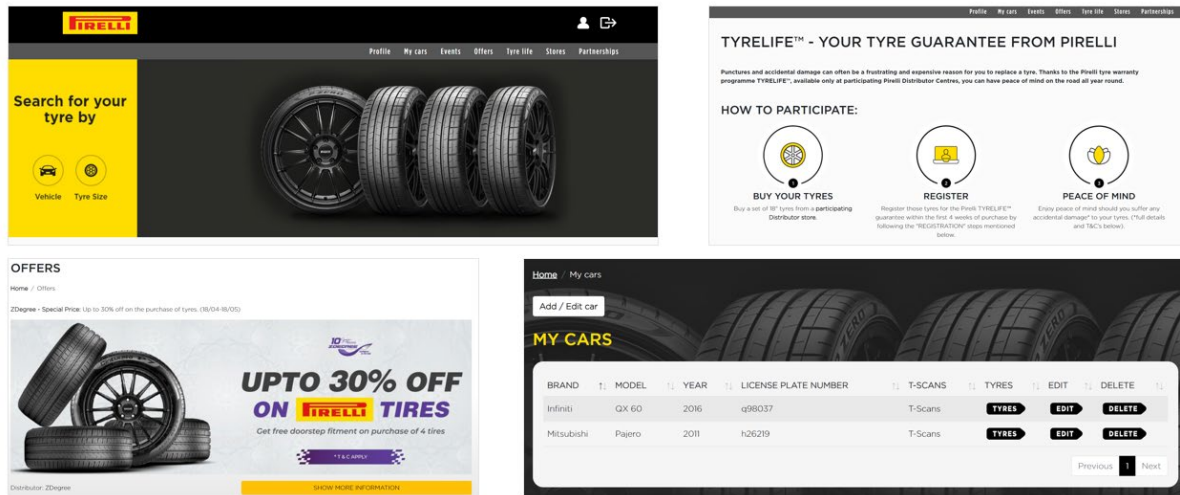 PIRELLI
Profile My cars Events Offers Tyre life Stores Partnerships
Search for your
tyre by
Vehicle Tyre Size
Profile My cars Events Offers Tyre life Stores Partnerships
TYRELIFE™ - YOUR TYRE GUARANTEE FROM PIRELLI
Punctures and accidental damage can often be a frustrating and expensive reason for you to replace a tyre. Thanks to the Pirelli tyre warranty
programme TYRELIFE™, available only at participating Pirelli Distributor Centres, you can have peace of mind on the road all year round.
HOW TO PARTICIPATE:
1
BUY YOUR TYRES
Buy a set of 18" tyres from a participating
Distributor store.
2
REGISTER
Register those tyres for the Pirelli TYRELIFE™
guarantee within the first 4 weeks of purchase by
following the "REGISTRATION" steps mentioned
below.
3
PEACE OF MIND
Enjoy peace of mind should you suffer any
accidental damage* to your tyres. (*full details
and T&C's below).
OFFERS
Home / Offers
ZDegree - Special Price: Up to 30% off on the purchase of tyres. (18/04-18/05)
10
ZDEGREE
UPTO 30% OFF
ON PIRELLI TIRES
Get free doorstep fitment on purchase of 4 tires
*T & C APPLY
Distributor: ZDegree
SHOW MORE INFORMATION
Home / My cars
Add / Edit car
MY CARS
BRAND MODEL YEAR LICENSE PLATE NUMBER T-SCANS TYRES EDIT DELETE
Infiniti QX 60 2016 q98037 T-Scans TYRES EDIT DELETE
Mitsubishi Pajero 2011 h26219 T-Scans TYRES EDIT DELETE
Previous 1 Next